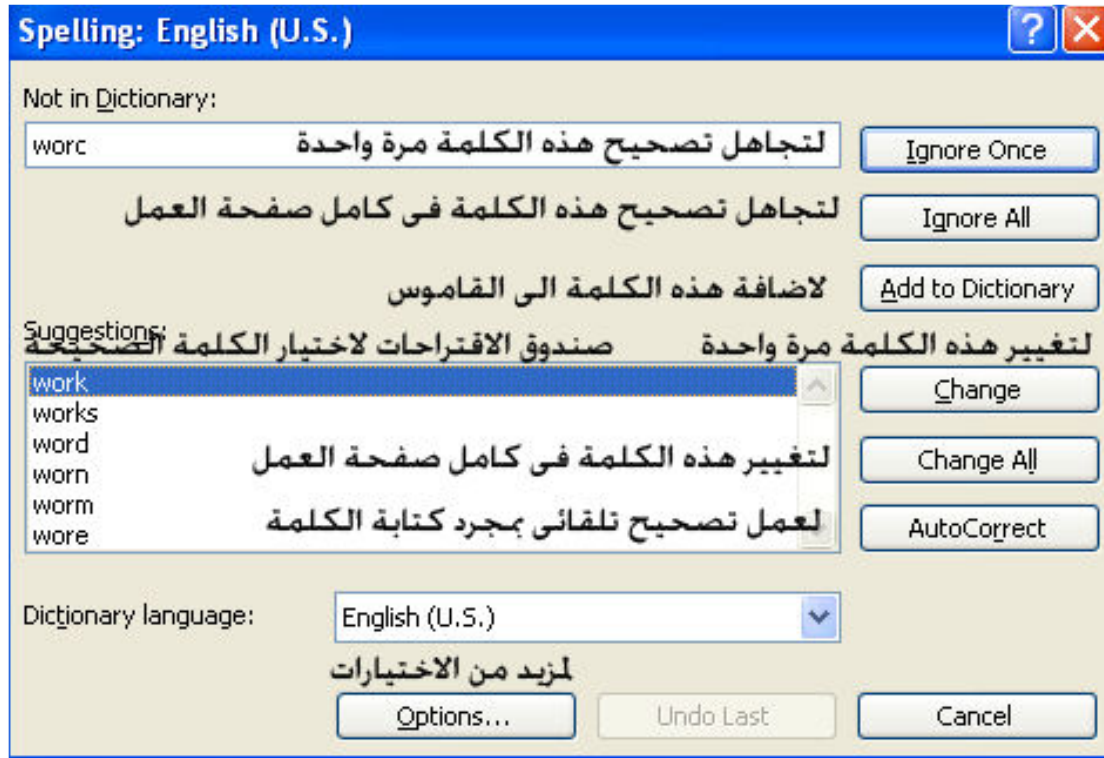 Spelling: English (U.S.)
Not in Dictionary:
worc
لتجاهل تصحيح هذه الكلمة مرة واحدة
Ignore Once
لتجاهل تصحيح هذه الكلمة فى كامل صفحة العمل
Ignore All
لاضافة هذه الكلمة الى القاموس
Add to Dictionary
Suggestions:
صندوق الاقتراحات لاختيار الكلمة الصحيحة
لتغيير هذه الكلمة مرة واحدة
work
Change
works
word
لتغيير هذه الكلمة فى كامل صفحة العمل
Change All
worn
worm
لعمل تصحيح تلقائى بمجرد كتابة الكلمة
AutoCorrect
wore
Dictionary language:
English (U.S.)
لمزيد من الاختيارات
Options...
Undo Last
Cancel